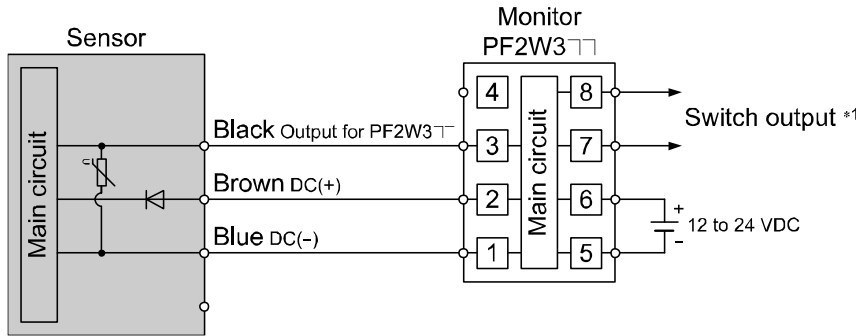 Monitor
PF2W3□□
Sensor
Main circuit
Black Output for PF2W3□□
Brown DC(+)
Blue DC(-)
4
3
2
1
Main circuit
8
7
6
5
Switch output *1
+
12 to 24 VDC
-